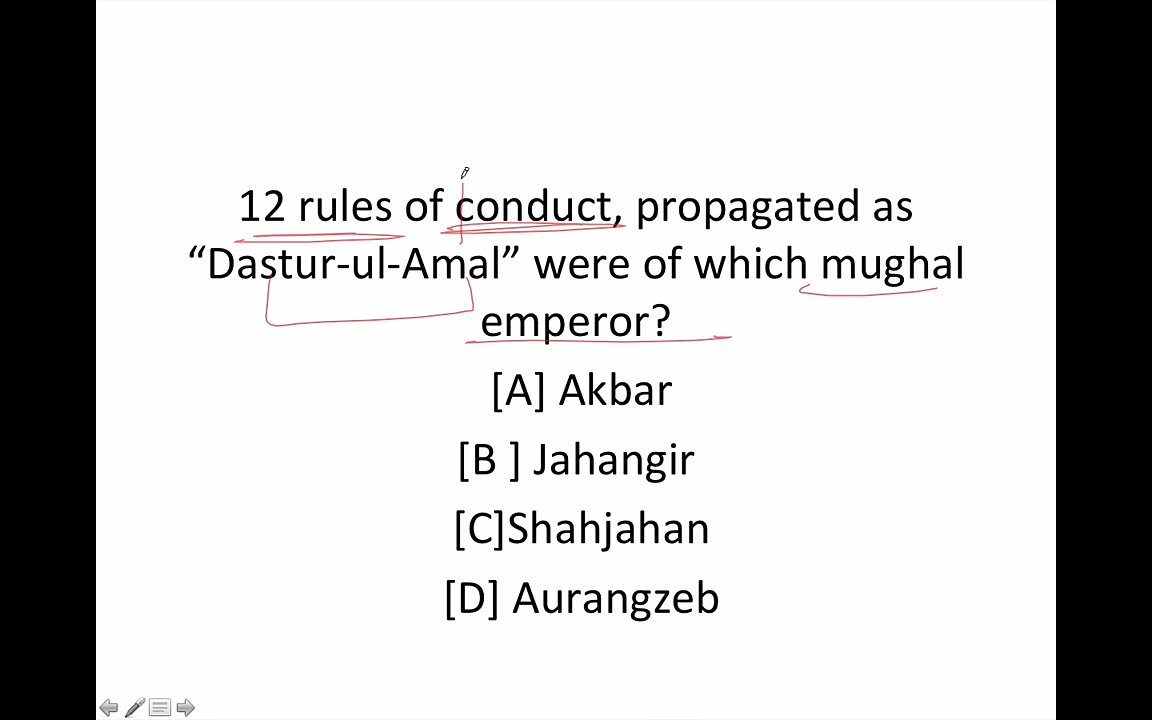 12 rules of conduct, propagated as
“Dastur-ul-Amal” were of which mughal
emperor?
[A] Akbar
[B ] Jahangir
[C]Shahjahan
[D] Aurangzeb